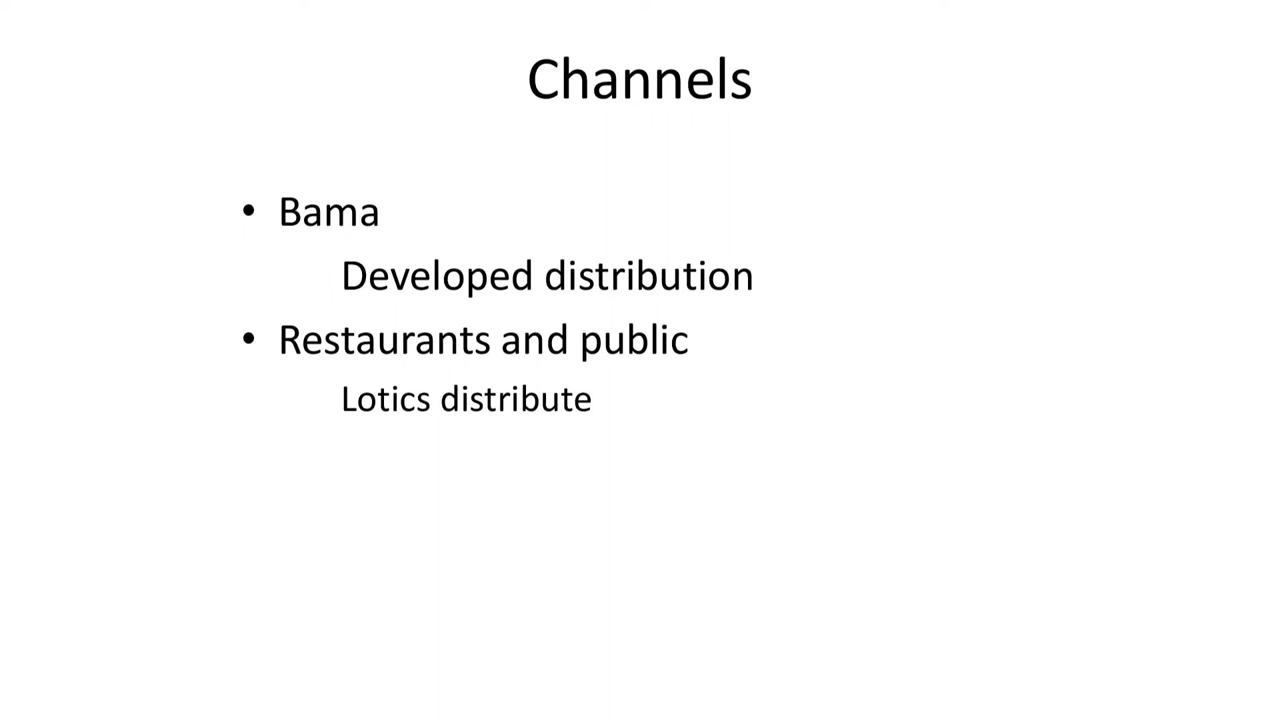 Channels
• Bama
Developed distribution
• Restaurants and public
Lotics distribute